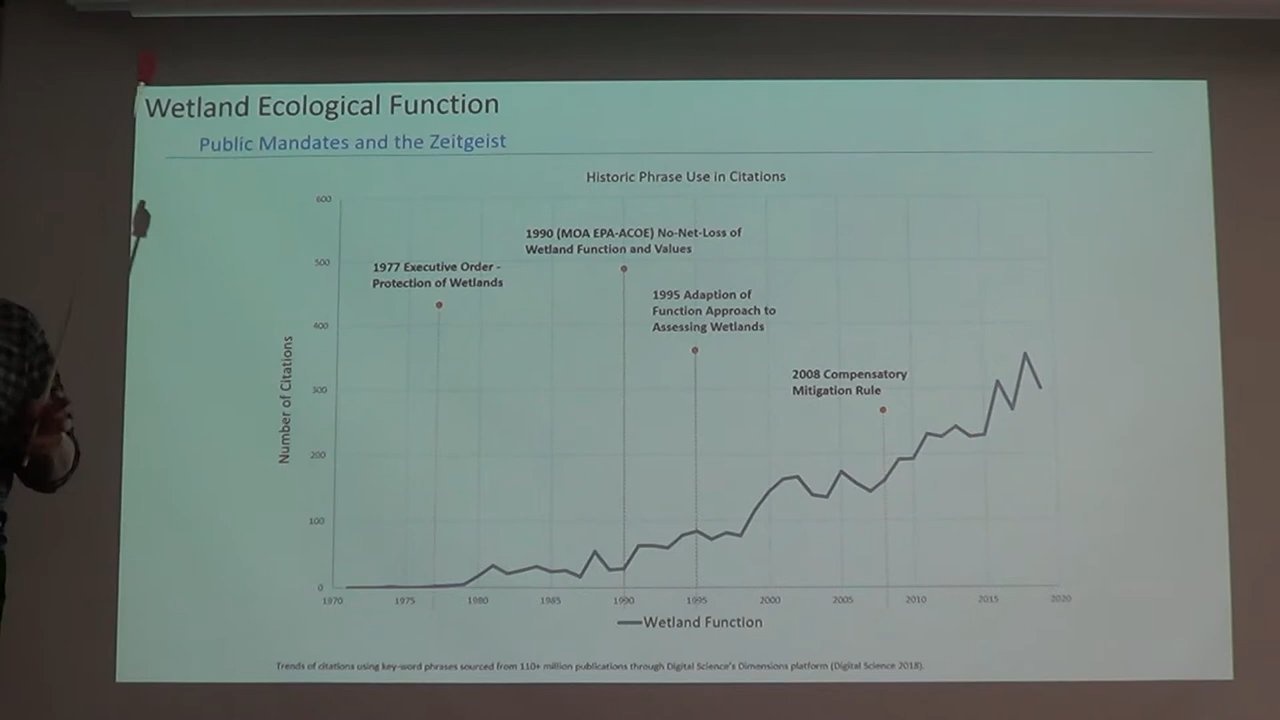 Wetland Ecological Function
Public Mandates and the Zeitgeist
Historic Phrase Use in Citations
600
500
400
300
200
100
0
Number of Citations
1977 Executive Order -
Protection of Wetlands
1990 (MOA EPA-ACOE) No-Net-Loss of
Wetland Function and Values
1995 Adaption of
Function Approach to
Assessing Wetlands
2008 Compensatory
Mitigation Rule
1970 1975 1980 1985 1990 1995 2000 2005 2010 2015 2020
Wetland Function
Trends of citations using key-word phrases sourced from 110+ million publications through Digital Science's Dimensions platform (Digital Science 2018).